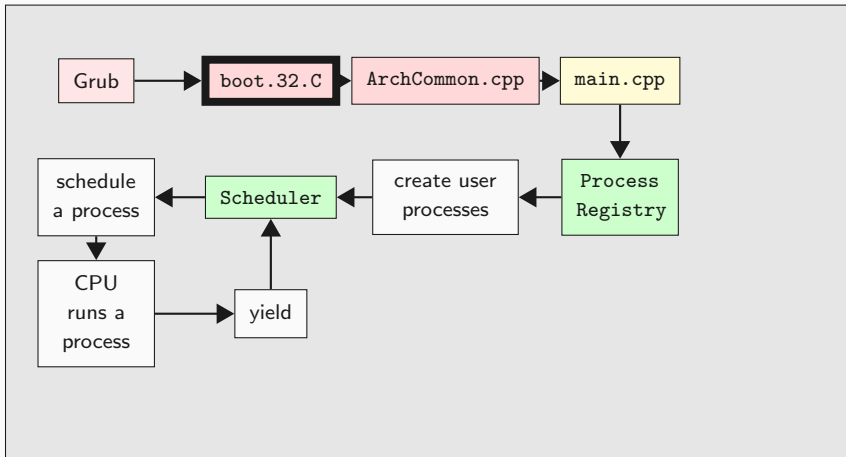 Grub
boot.32.C
ArchCommon.cpp
main.cpp
Process
Registry
create user
processes
Scheduler
schedule
a process
CPU
runs a
process
yield